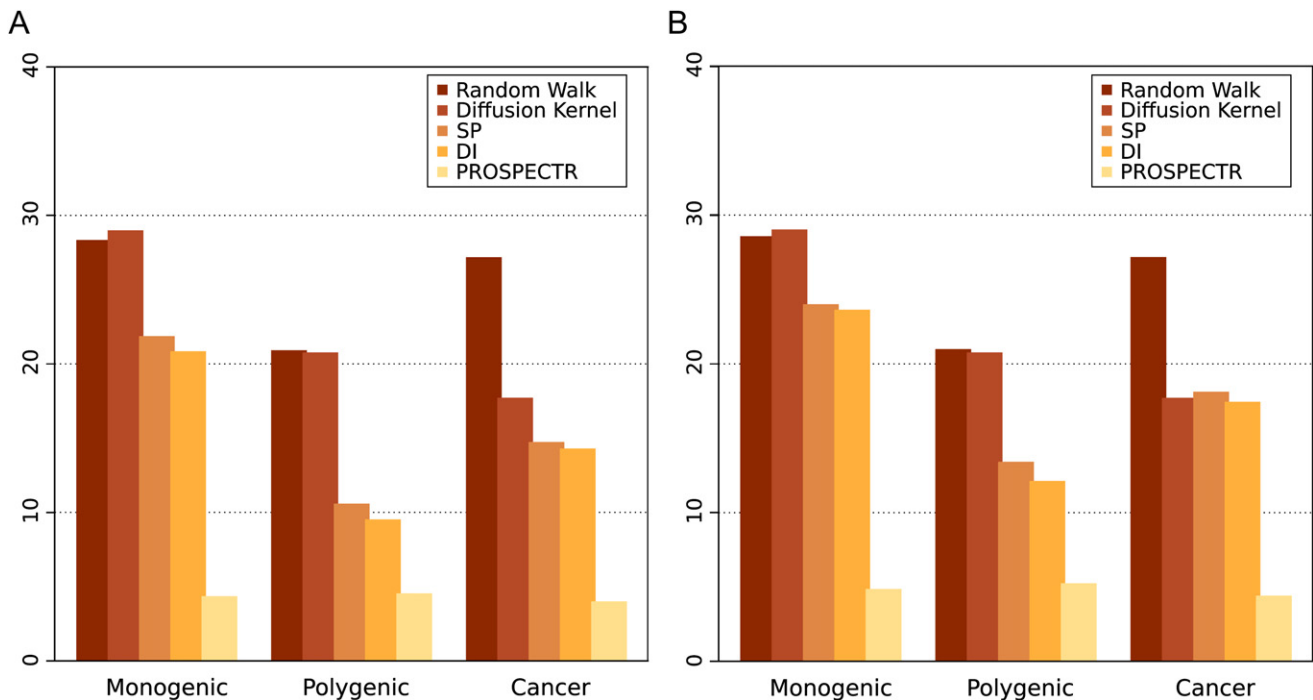 A
40
30
20
10
0
Random Walk
Diffusion Kernel
SP
DI
PROSPECTR
Monogenic
Polygenic
Cancer
B
40
30
20
10
0
Random Walk
Diffusion Kernel
SP
DI
PROSPECTR
Monogenic
Polygenic
Cancer